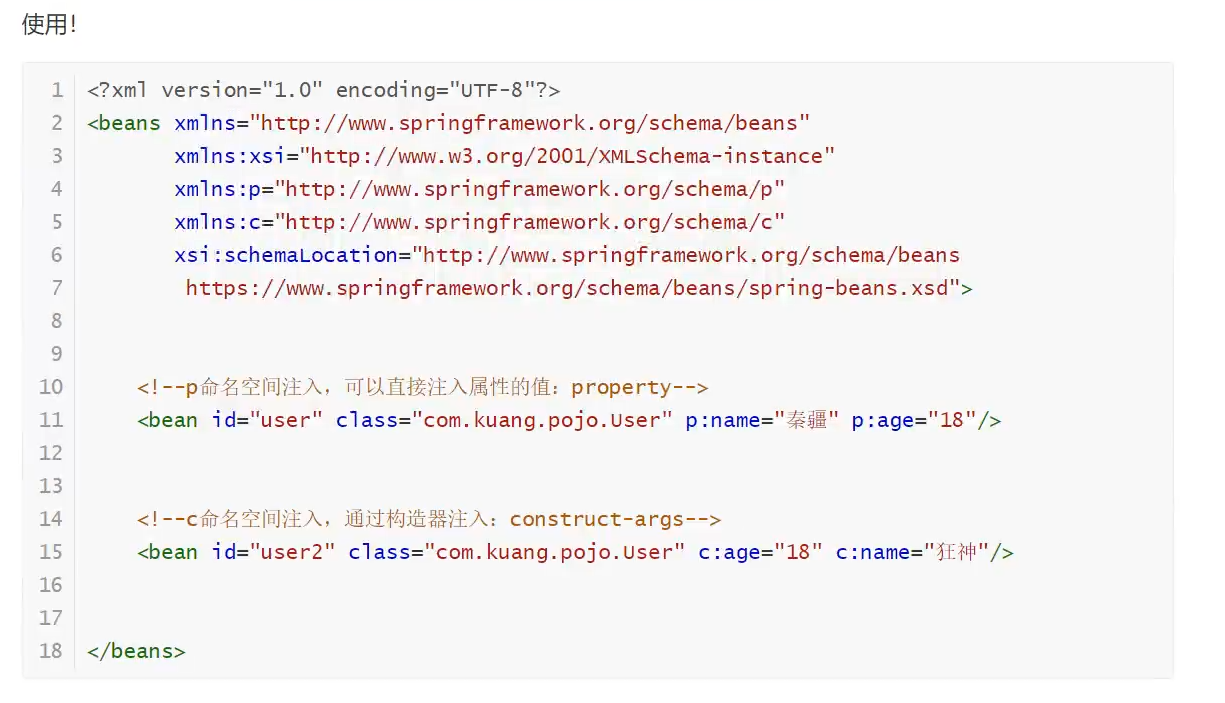 使用！
1 <?xml version="1.0" encoding="UTF-8"?>
2 <beans xmlns="http://www.springframework.org/schema/beans"
3        xmlns:xsi="http://www.w3.org/2001/XMLSchema-instance"
4        xmlns:p="http://www.springframework.org/schema/p"
5        xmlns:c="http://www.springframework.org/schema/c"
6        xsi:schemaLocation="http://www.springframework.org/schema/beans
7         https://www.springframework.org/schema/beans/spring-beans.xsd">
8
9
10     <!--p命名空间注入，可以直接注入属性的值：property-->
11     <bean id="user" class="com.kuang.pojo.User" p:name="秦疆" p:age="18"/>
12
13
14     <!--c命名空间注入，通过构造器注入：construct-args-->
15     <bean id="user2" class="com.kuang.pojo.User" c:age="18" c:name="狂神"/>
16
17
18 </beans>